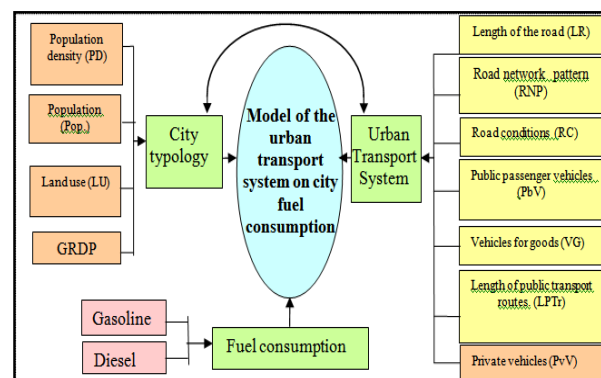 Population
density (PD)
Population
(Pop.)
Land use (LU)
GRDP
City
typology
Model of the
urban
transport
system on city
fuel
consumption
Urban
Transport
System
Length of the road (LR)
Road network pattern
(RNP)
Road conditions (RC)
Public passenger vehicles
(PbV)
Vehicles for goods (VG)
Length of public transport
routes. (LPTr)
Private vehicles (PvV)
Gasoline
Diesel
Fuel consumption